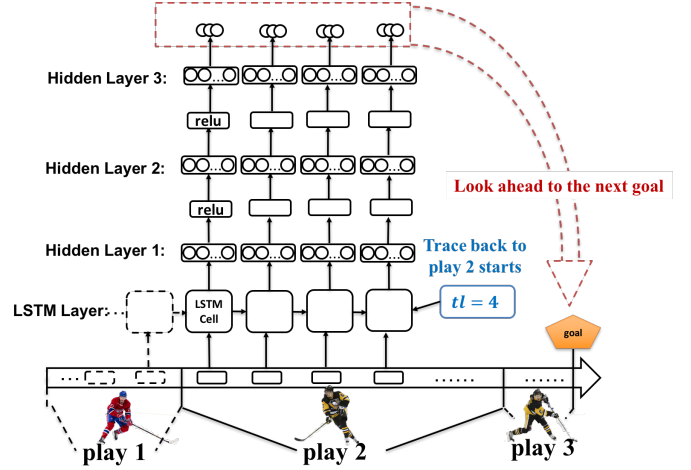 Hidden Layer 3:
relu
Hidden Layer 2:
relu
Look ahead to the next goal
Hidden Layer 1:
Trace back to
play 2 starts
LSTM Layer:
LSTM
Cell
tl = 4
goal
play 1
play 2
play 3